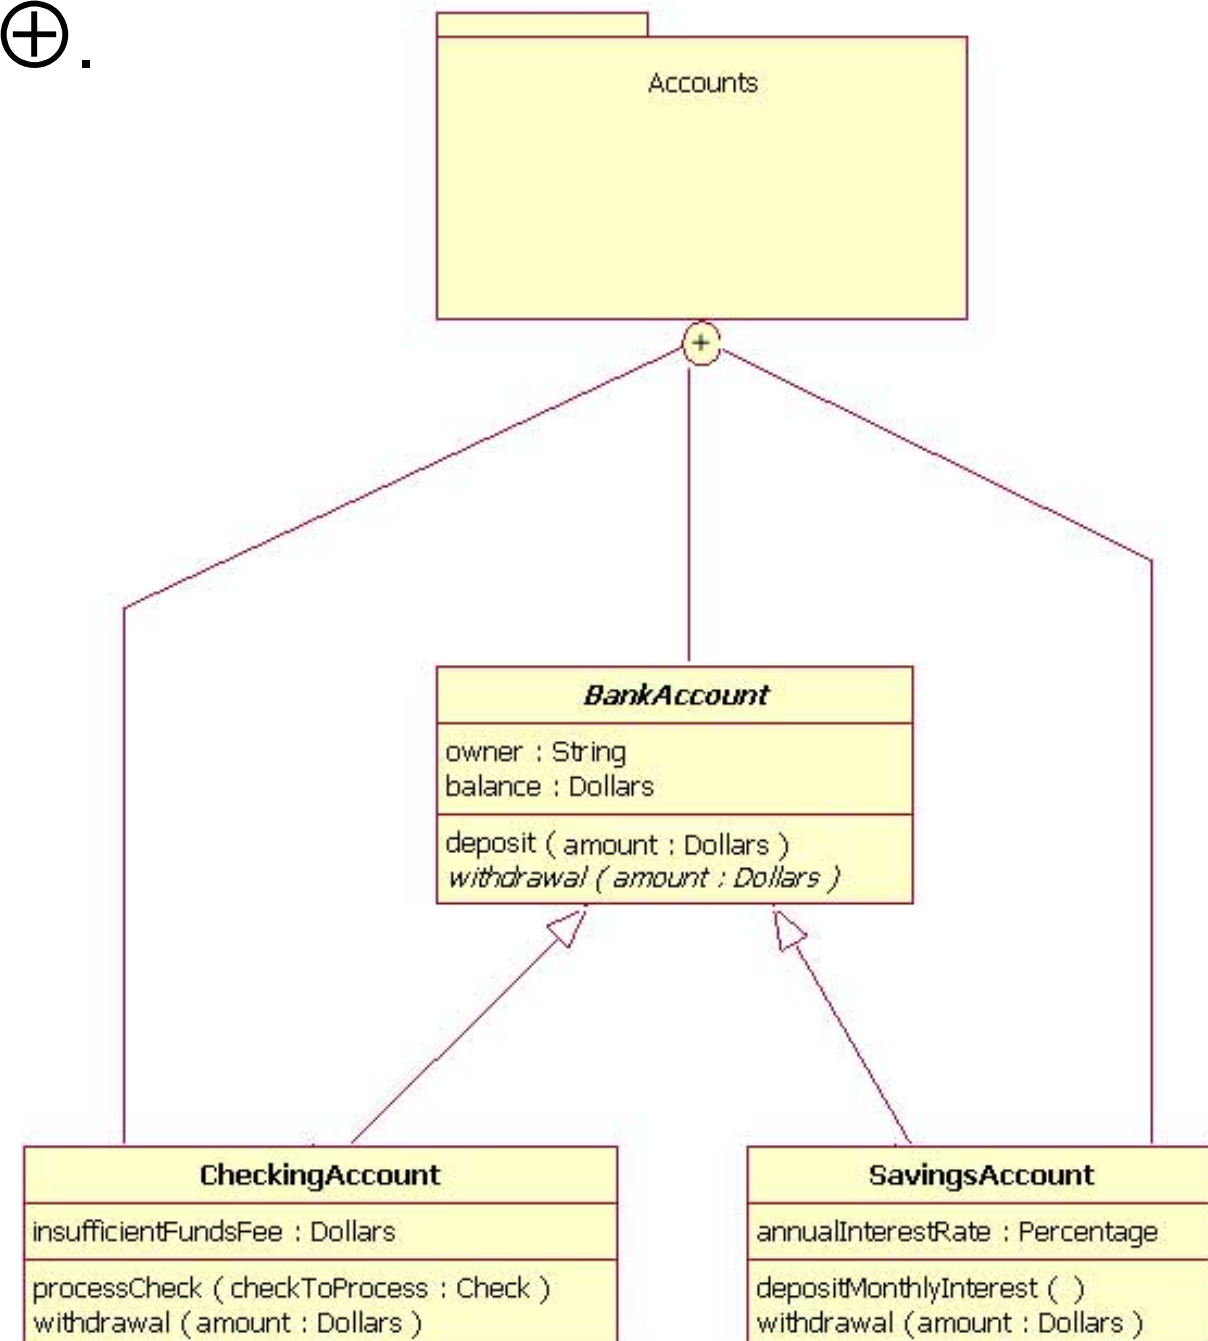 ⊕.
Accounts
+
BankAccount
owner : String
balance : Dollars
deposit ( amount : Dollars )
withdrawal ( amount : Dollars )
CheckingAccount
insufficientFundsFee : Dollars
processCheck ( checkToProcess : Check )
withdrawal ( amount : Dollars )
SavingsAccount
annualInterestRate : Percentage
depositMonthlyInterest ( )
withdrawal ( amount : Dollars )